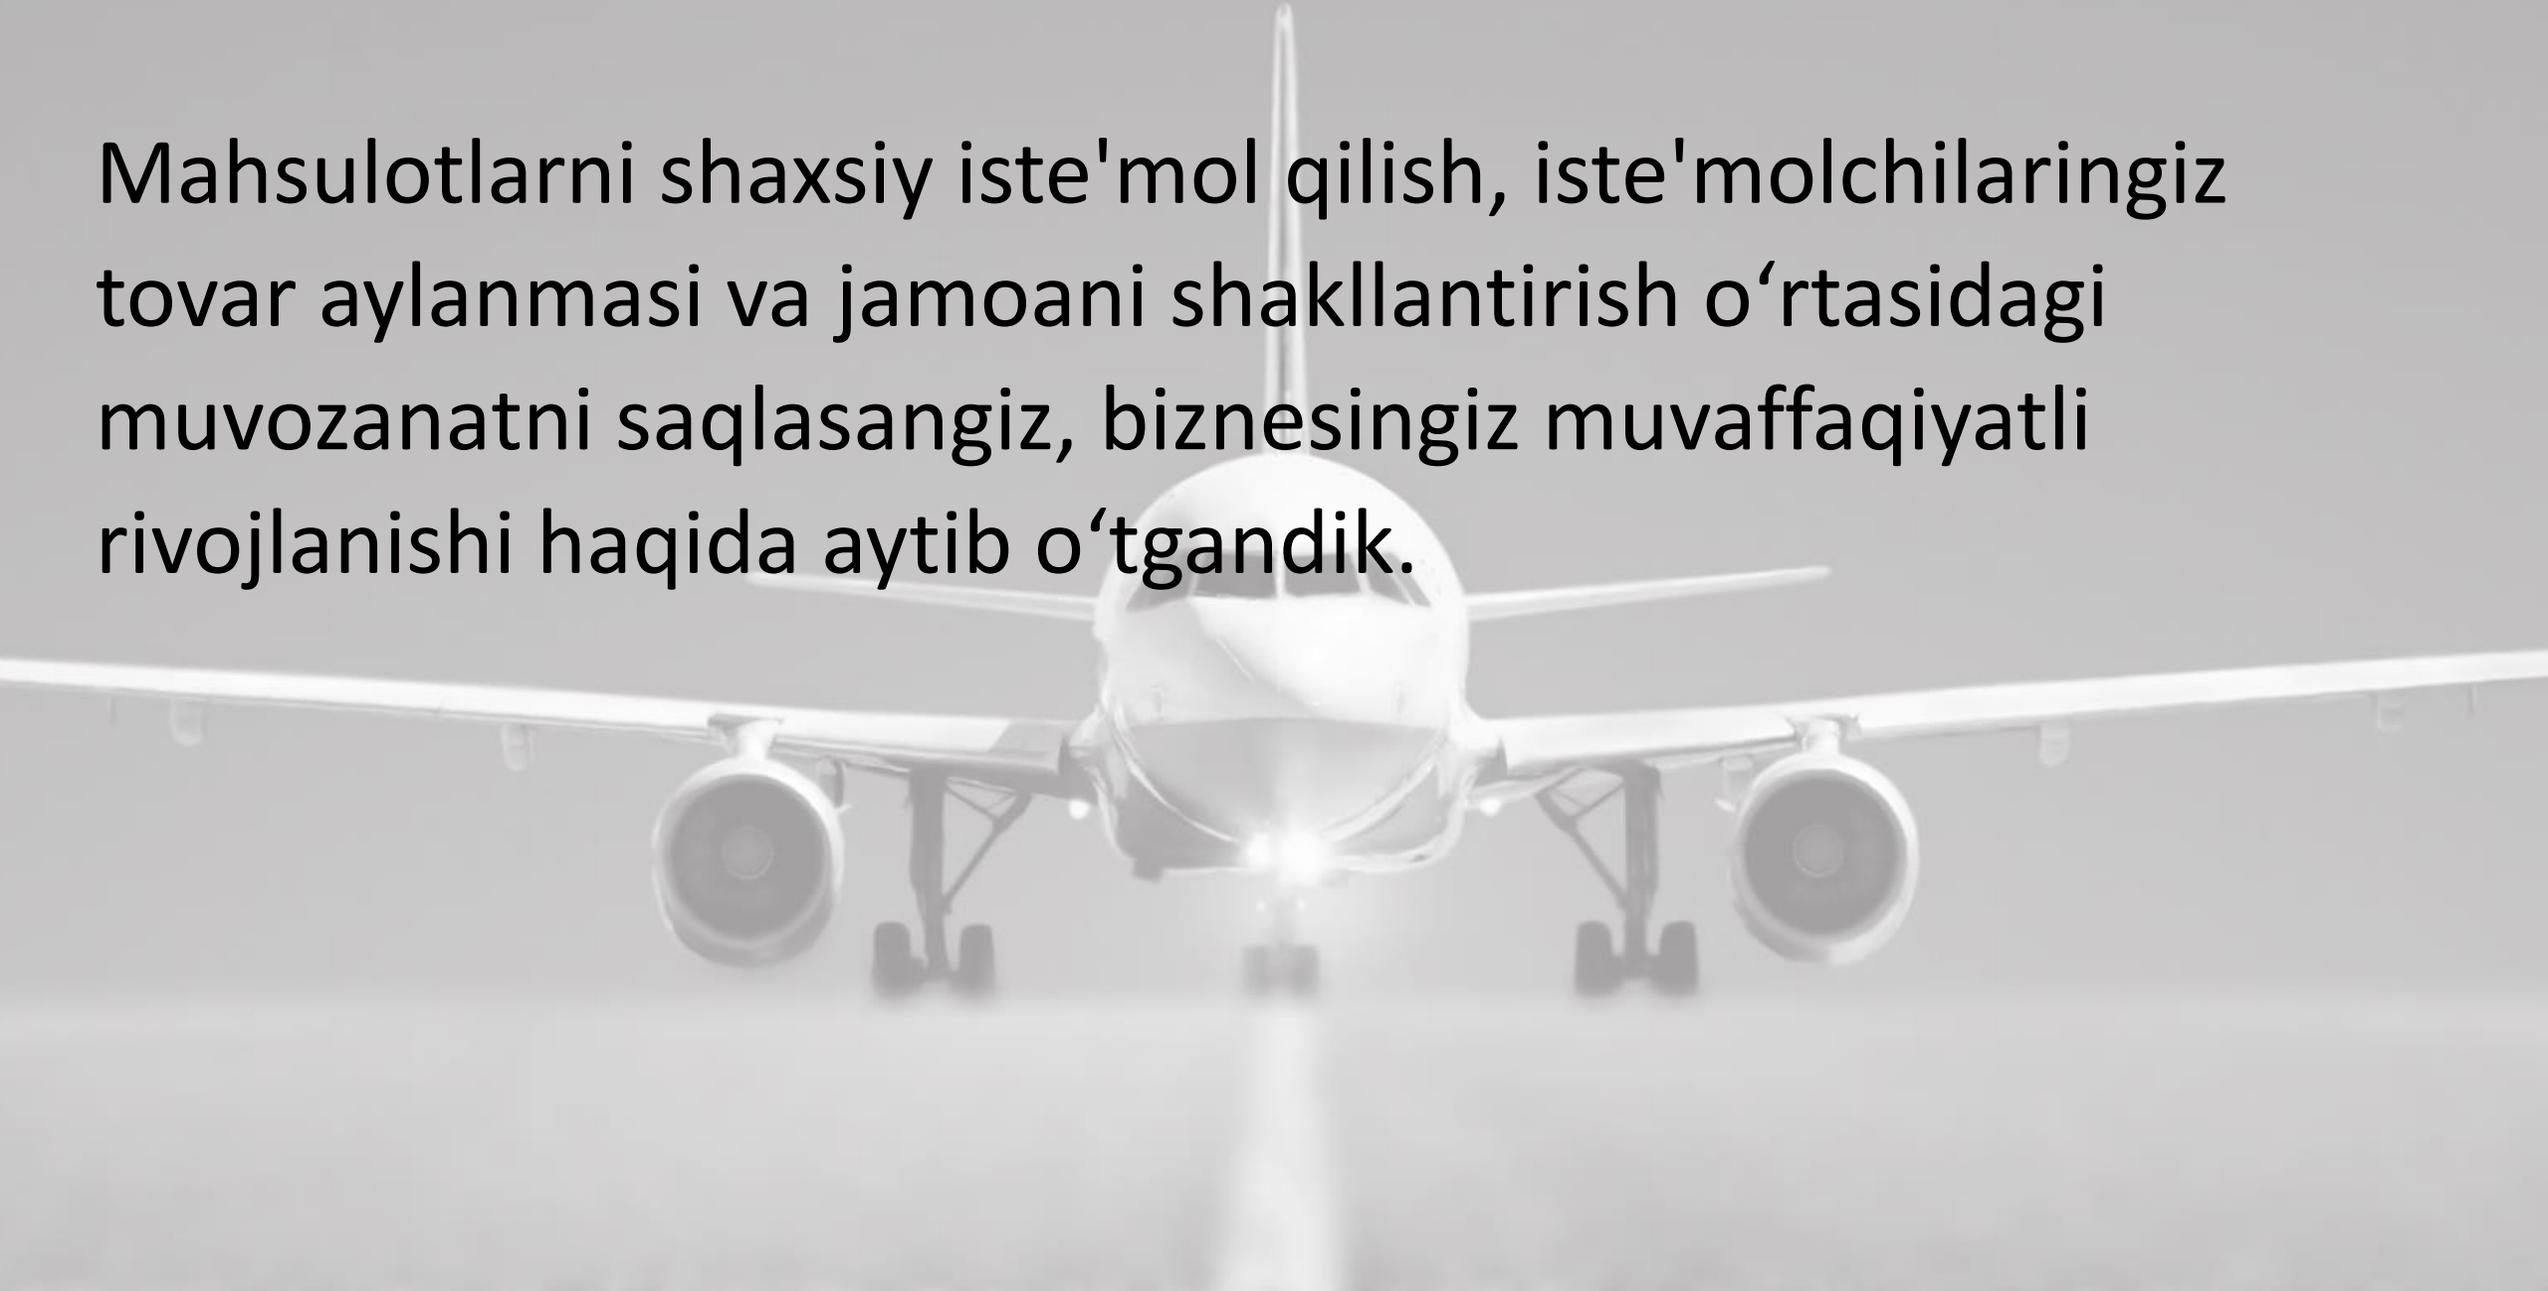 Mahsulotlarni shaxsiy iste'mol qilish, iste'molchilaringiz
tovar aylanmasi va jamoani shakllantirish o‘rtasidagi
muvozanatni saqlasangiz, biznesingiz muvaffaqiyatli
rivojlanishi haqida aytib o‘tgandik.